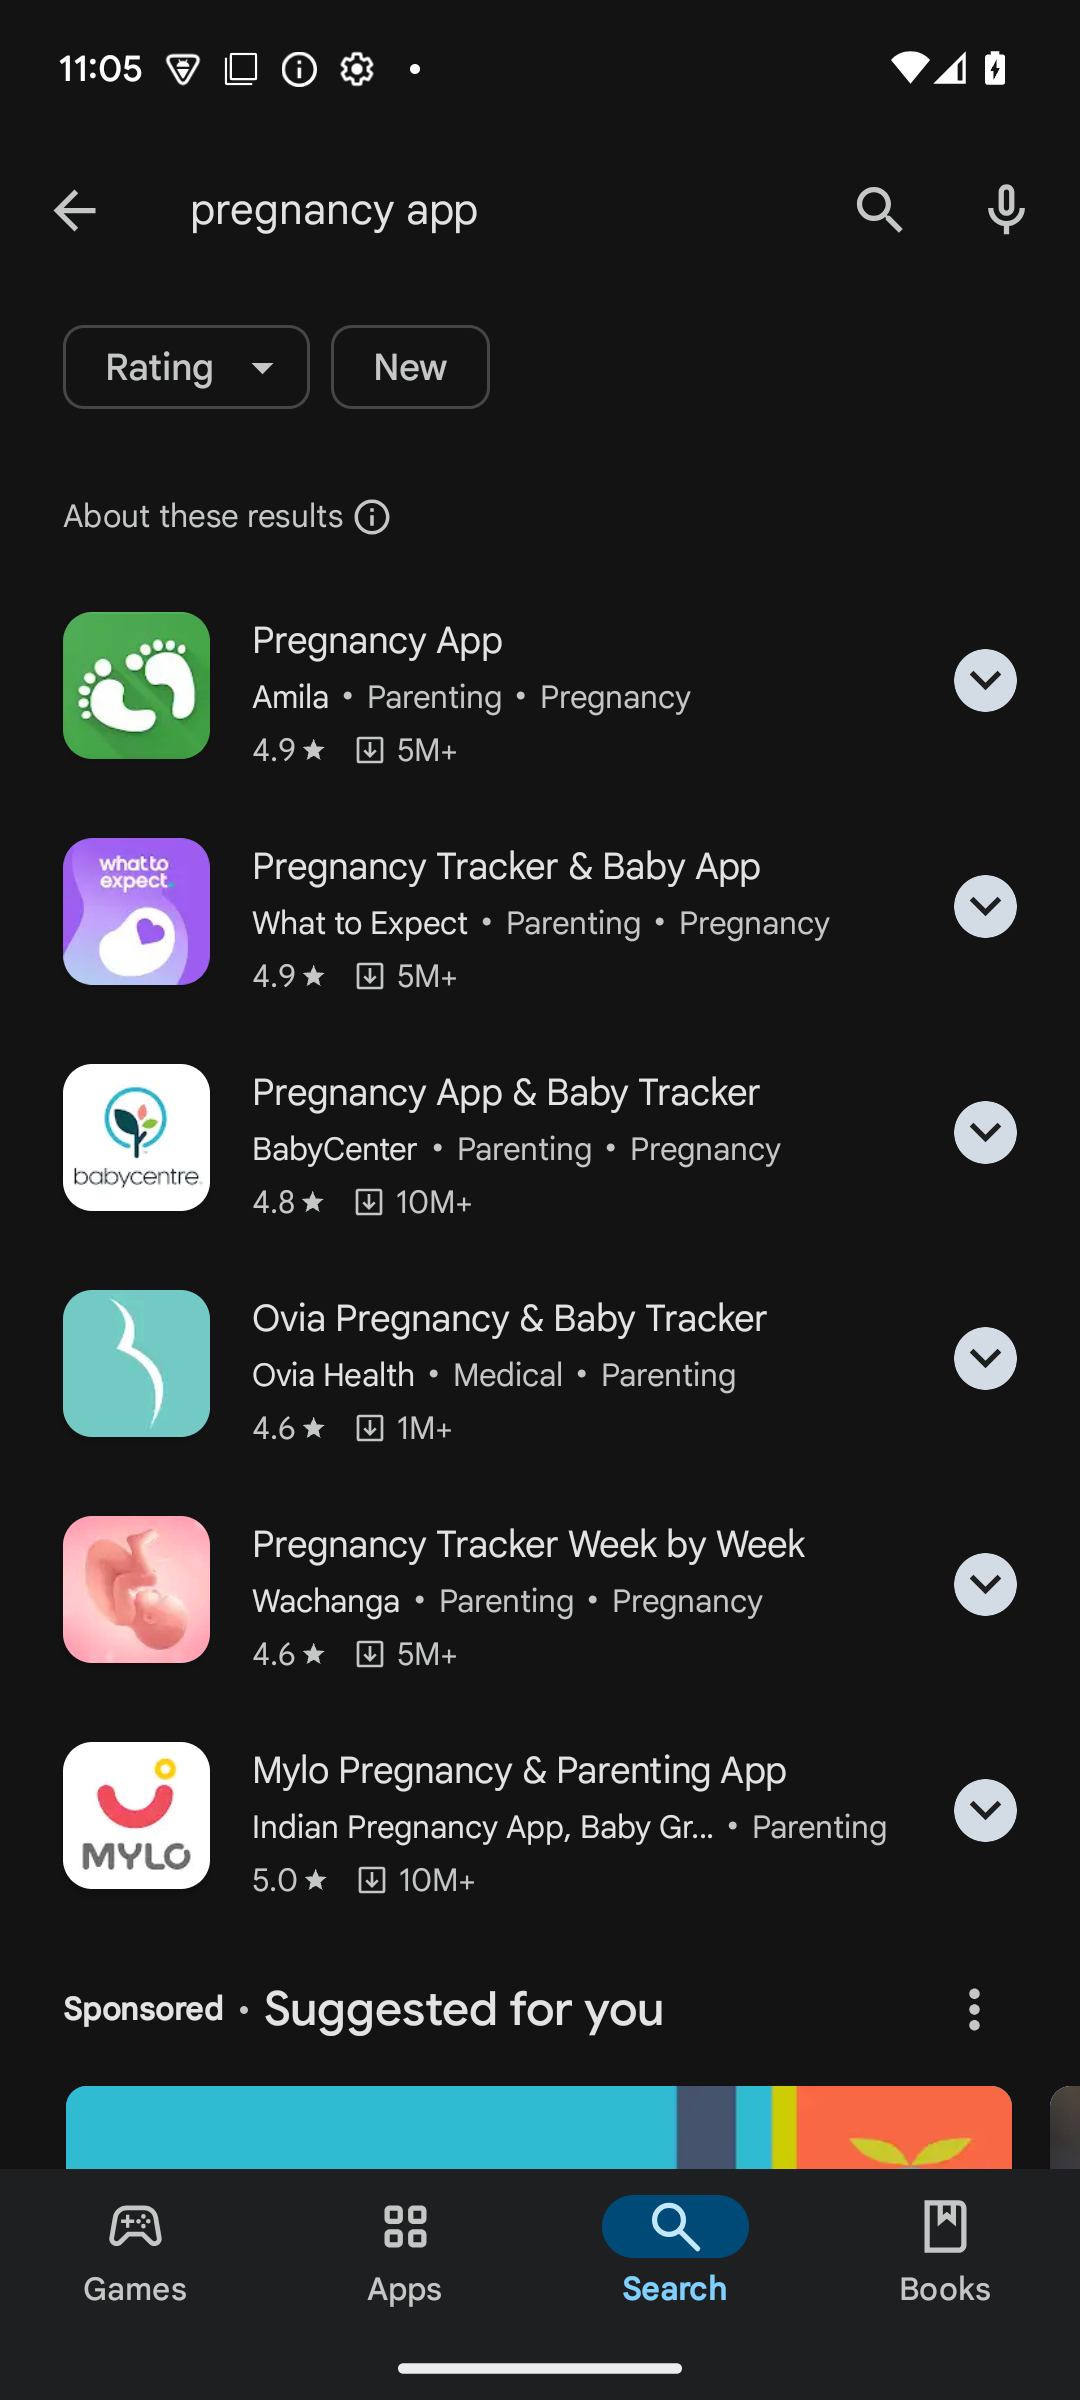 11:05
pregnancy app
Rating
New
About these results
Pregnancy App
Amila • Parenting • Pregnancy
4.9★ 5M+
what to
expect.
Pregnancy Tracker & Baby App
What to Expect • Parenting • Pregnancy
4.9★ 5M+
babycentre
Pregnancy App & Baby Tracker
BabyCenter • Parenting • Pregnancy
4.8★ 10M+
Ovia Pregnancy & Baby Tracker
Ovia Health • Medical • Parenting
4.6★ 1M+
Pregnancy Tracker Week by Week
Wachanga • Parenting • Pregnancy
4.6★ 5M+
MYLO
Mylo Pregnancy & Parenting App
Indian Pregnancy App, Baby Gr... • Parenting
5.0★ 10M+
Sponsored • Suggested for you
Games
Apps
Search
Books